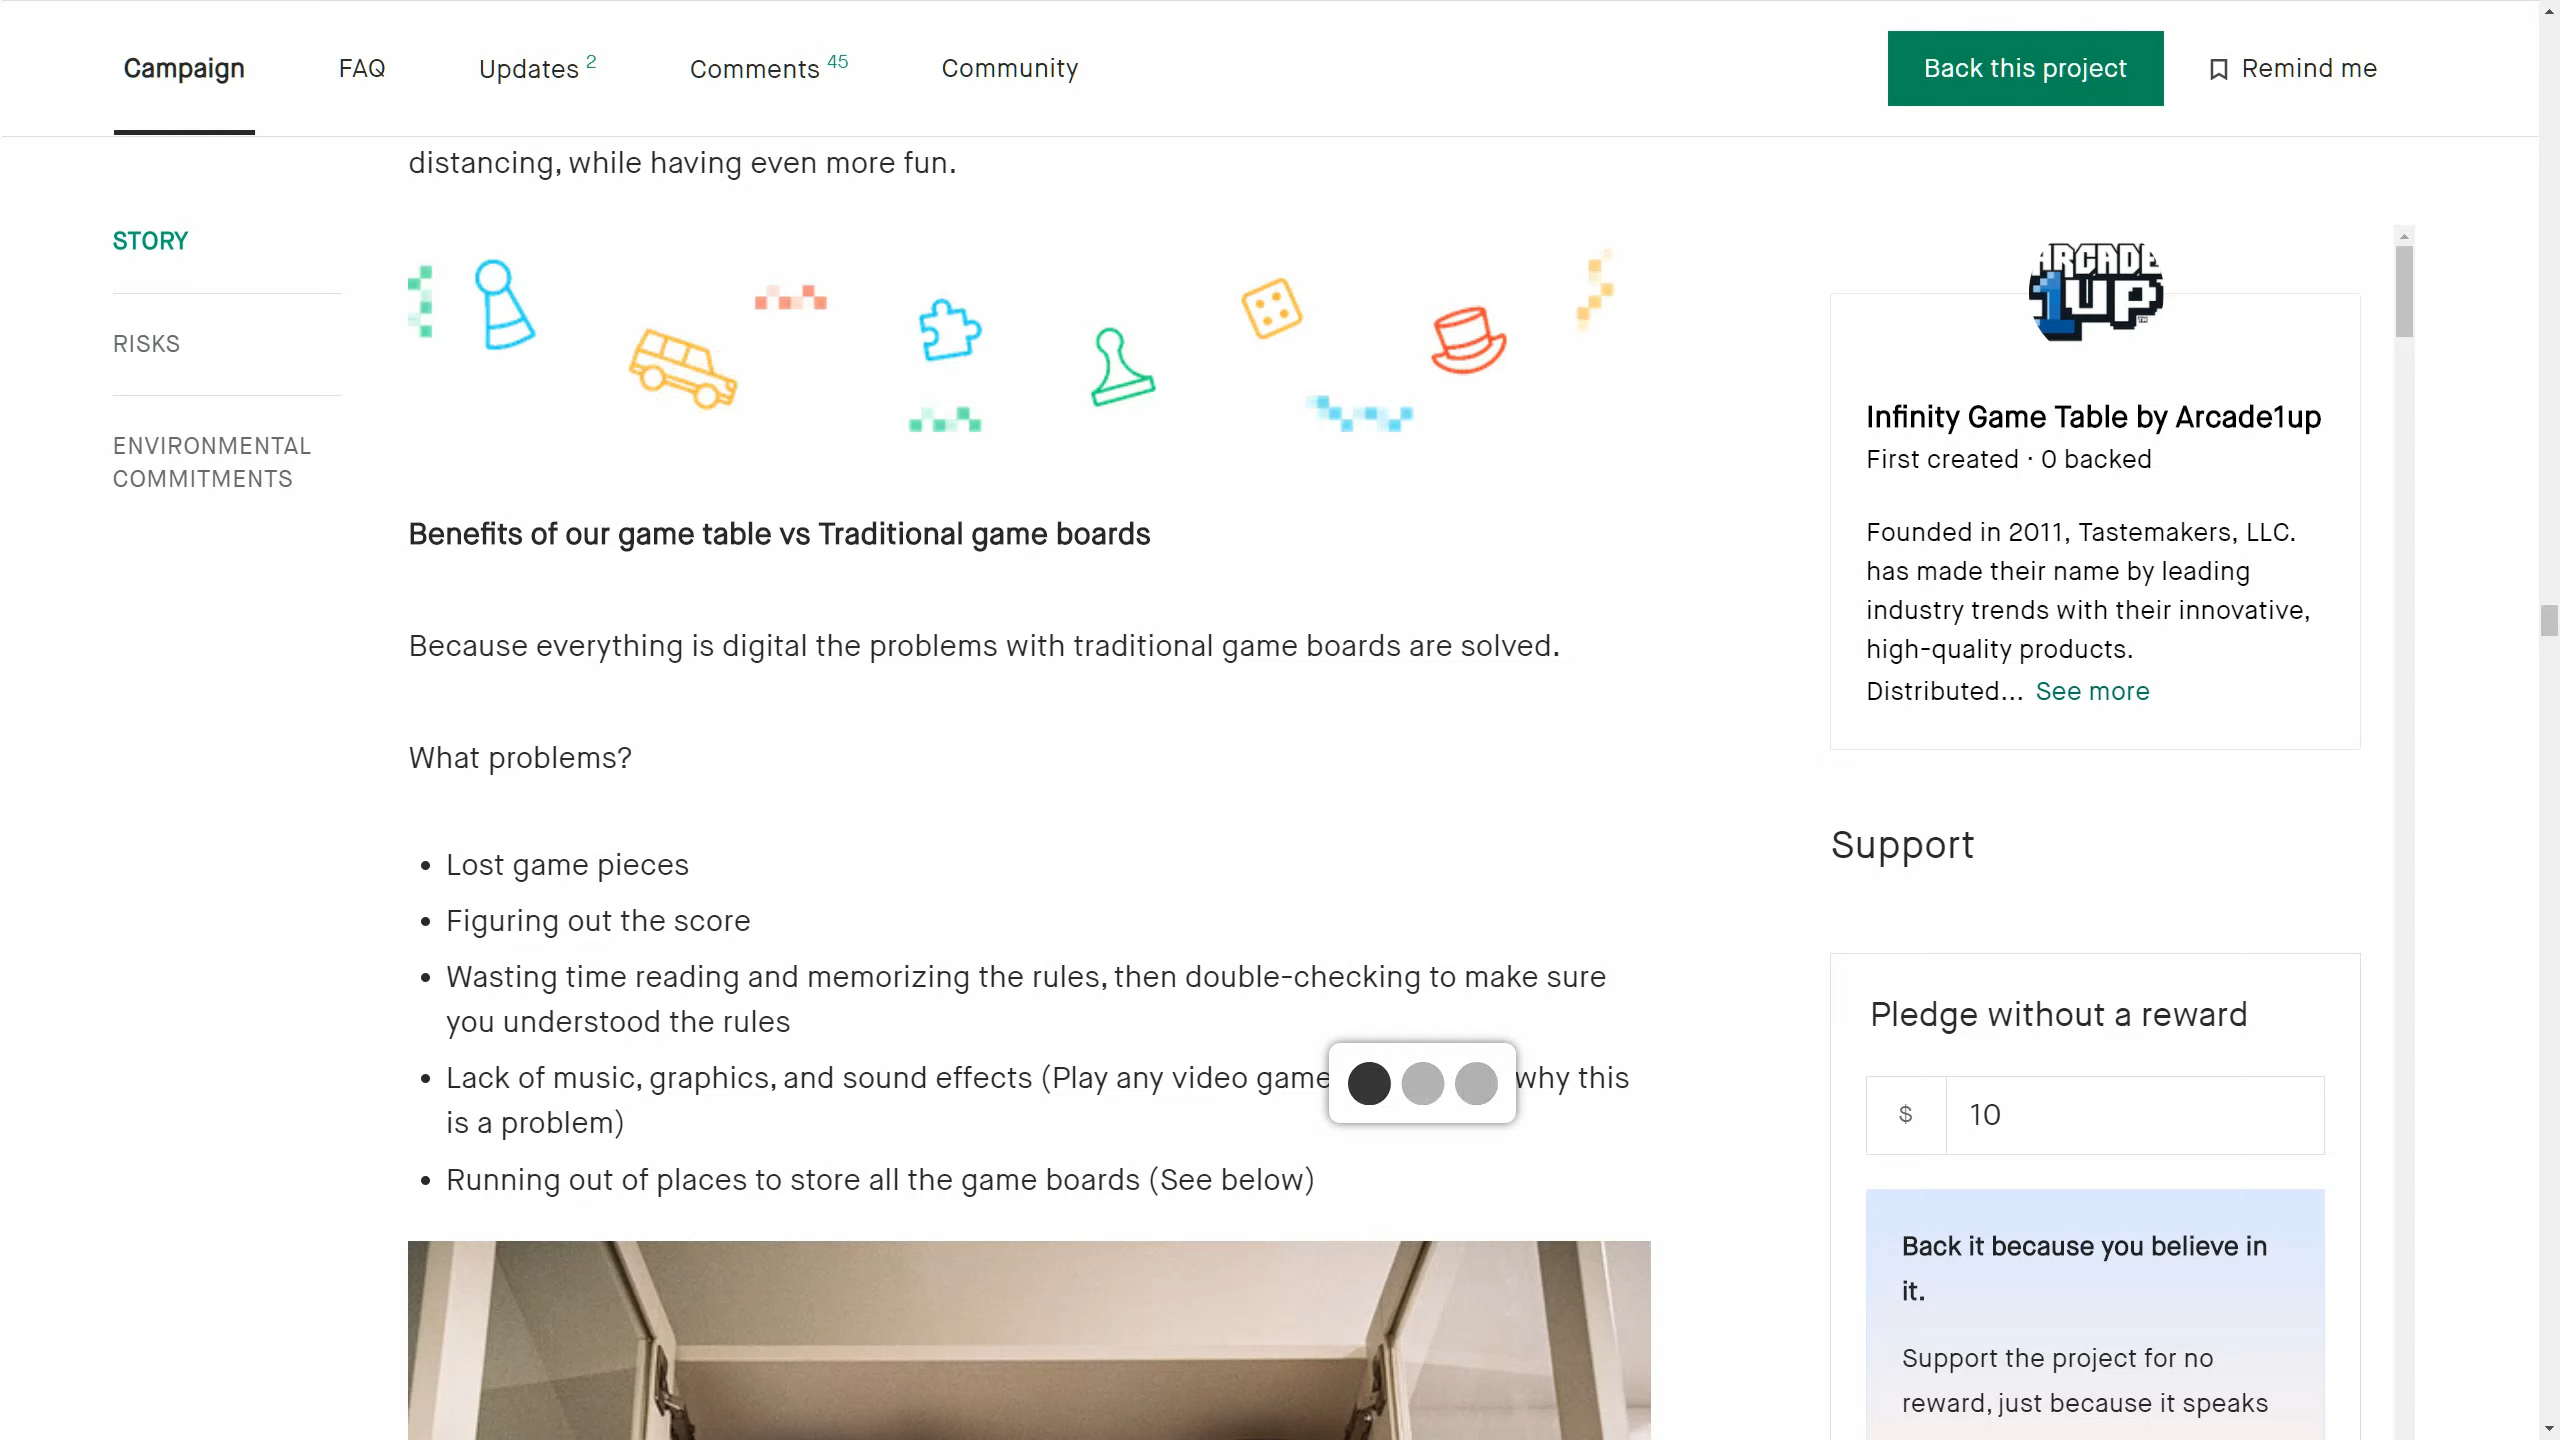 Campaign
FAQ
Updates 2
Comments 45
Community
Back this project
Remind me
distancing, while having even more fun.
STORY
RISKS
ENVIRONMENTAL
COMMITMENTS
Benefits of our game table vs Traditional game boards
Because everything is digital the problems with traditional game boards are solved.
What problems?
• Lost game pieces
• Figuring out the score
• Wasting time reading and memorizing the rules, then double-checking to make sure
you understood the rules
• Lack of music, graphics, and sound effects (Play any video game why this
is a problem)
• Running out of places to store all the game boards (See below)
ARCADE
1UP
Infinity Game Table by Arcade1up
First created · 0 backed
Founded in 2011, Tastemakers, LLC.
has made their name by leading
industry trends with their innovative,
high-quality products.
Distributed... See more
Support
Pledge without a reward
$ 10
Back it because you believe in
it.
Support the project for no
reward, just because it speaks